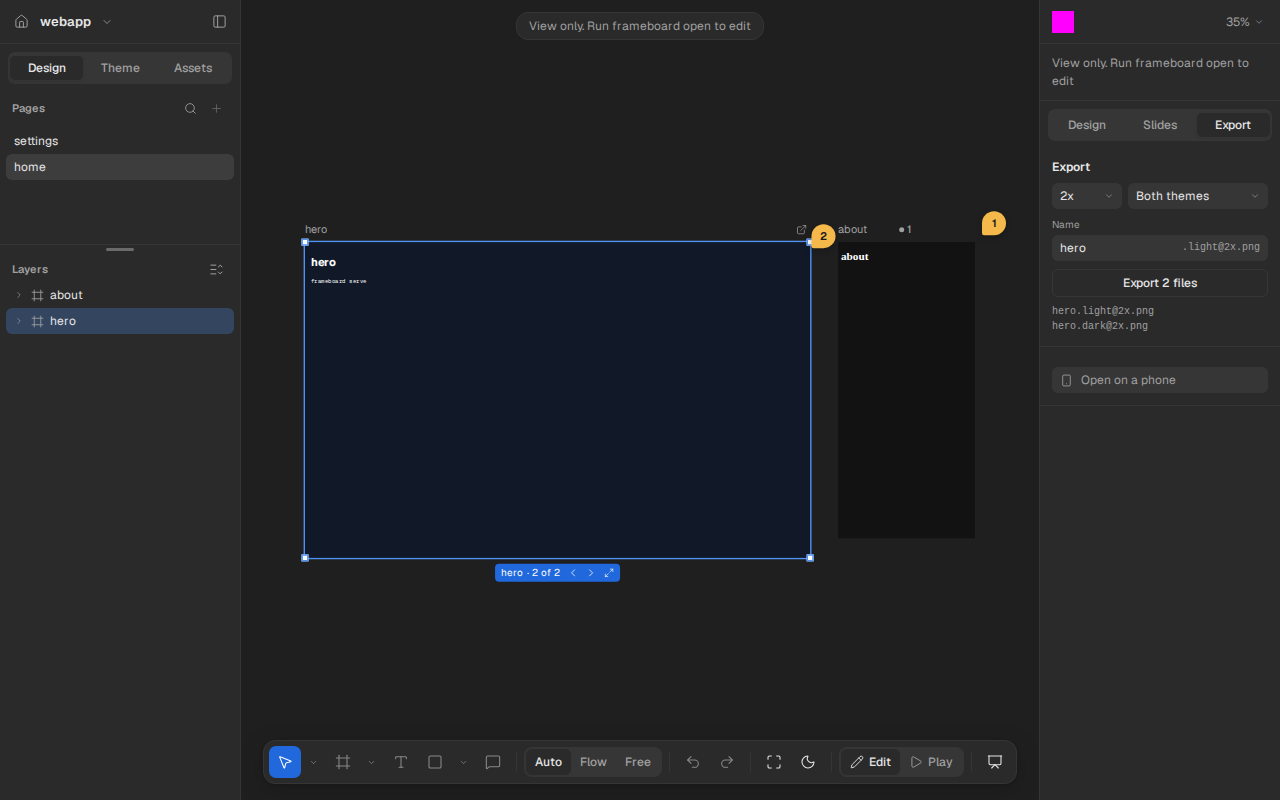 webapp
View only. Run frameboard open to edit
35%
Design Theme Assets
View only. Run frameboard open to
edit
Pages
Design Slides Export
settings
home
Export
2x Both themes
Name
hero .light@2x.png
Export 2 files
hero.light@2x.png
hero.dark@2x.png
Open on a phone
Layers
about
hero
hero
2
about 1
1
hero
frameboard serve
about
hero - 2 of 2
Auto Flow Free
Edit Play